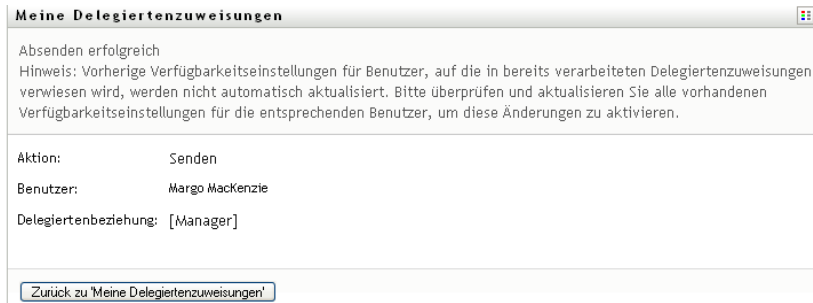 Meine Delegiertenzuweisungen
Absenden erfolgreich
Hinweis: Vorherige Verfügbarkeitseinstellungen für Benutzer, auf die in bereits verarbeiteten Delegiertenzuweisungen
verwiesen wird, werden nicht automatisch aktualisiert. Bitte überprüfen und aktualisieren Sie alle vorhandenen
Verfügbarkeitseinstellungen für die entsprechenden Benutzer, um diese Änderungen zu aktivieren.
Aktion: Senden
Benutzer: Margo MacKenzie
Delegiertenbeziehung: [Manager]
Zurück zu 'Meine Delegiertenzuweisungen'